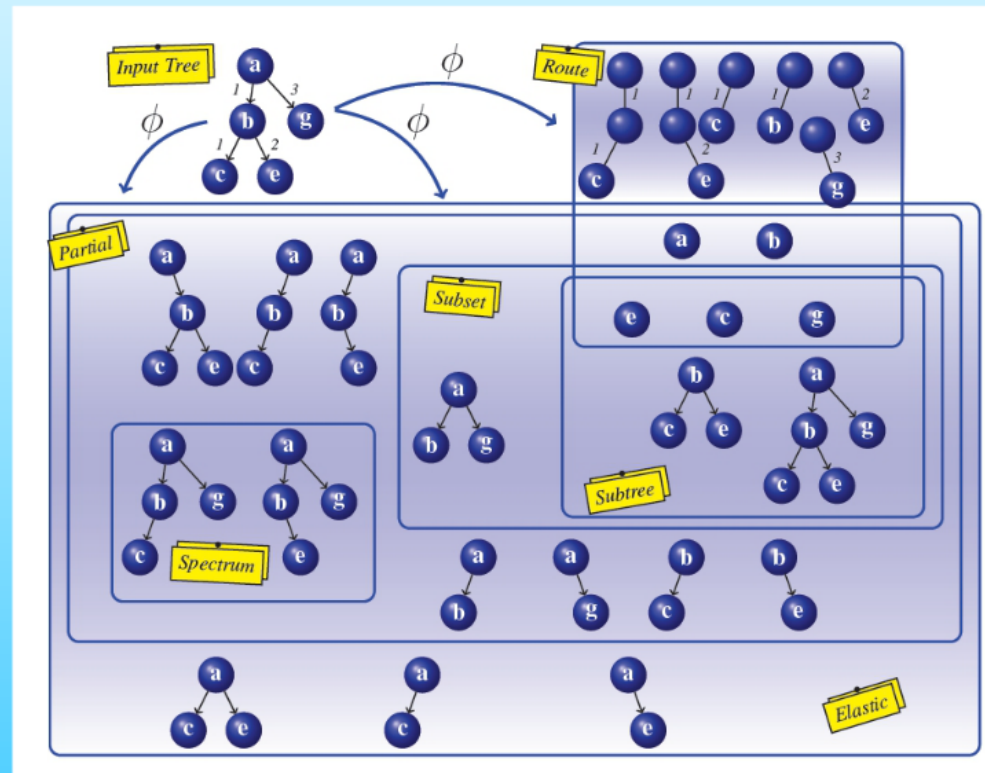 Input Tree
a
1 3
b g
1 2
c e
ϕ
ϕ
ϕ
Route
1 1 1 1 2
c b e
1 2 3
c e g
Partial
a b
a a a
b b b
c e c e
Subset
e c g
a
b g
b a
c e b g
c e
Subtree
a a
b g b g
c e
Spectrum
a a b b
b g c e
a a a
c e c e
Elastic